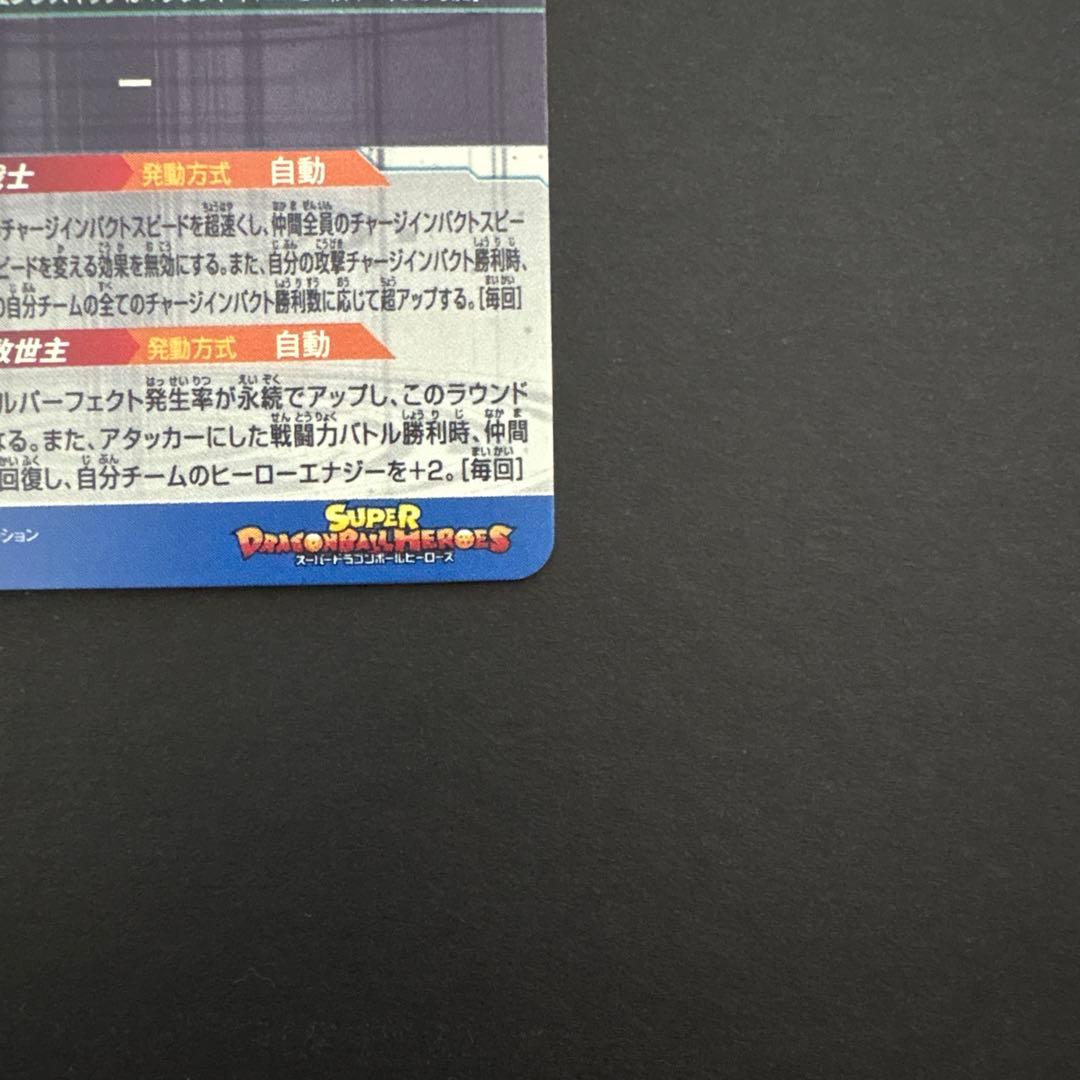 士 発動方式 自動
チャージインパクトスピードを超速くし、仲間全員のチャージインパクトスピー
ピードを変える効果を無効にする。また、自分の攻撃チャージインパクト勝利時、
の自分チームの全てのチャージインパクト勝利数に応じて超アップする。[毎回]
救世主 発動方式 自動
ルパーフェクト発生率が永続でアップし、このラウンド
なる。また、アタッカーにした戦闘力バトル勝利時、仲間
回復し、自分チームのヒーローエナジーを+2。[毎回]
ション
SUPER
DRAGONBALL HEROES
スーパードラゴンボールヒーローズ